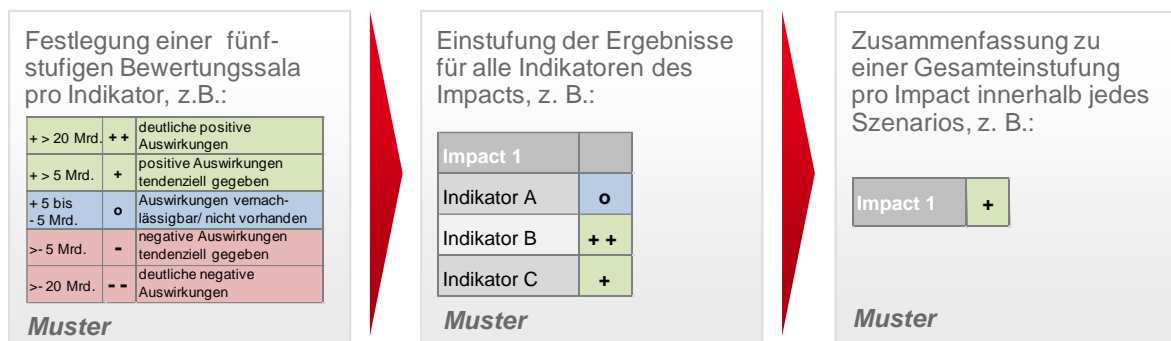 Festlegung einer fünf-
stufigen Bewertungssala
pro Indikator, z.B.:
+ > 20 Mrd. ++ deutliche positive
Auswirkungen
+ > 5 Mrd. + positive Auswirkungen
tendenziell gegeben
+ 5 bis
- 5 Mrd. o Auswirkungen vernach-
lässigbar/ nicht vorhanden
>- 5 Mrd. - negative Auswirkungen
tendenziell gegeben
>- 20 Mrd. -- deutliche negative
Auswirkungen
Muster
Einstufung der Ergebnisse
für alle Indikatoren des
Impacts, z. B.:
Impact 1
Indikator A o
Indikator B ++
Indikator C +
Muster
Zusammenfassung zu
einer Gesamteinstufung
pro Impact innerhalb jedes
Szenarios, z. B.:
Impact 1 +
Muster